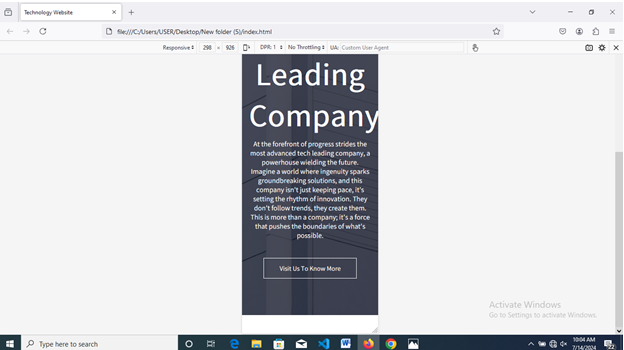 Technology Website
file:///C:/Users/USER/Desktop/New folder (5)/index.html
Responsive 298 × 926 DPR: 1 No Throttling UA: Custom User Agent
Leading
Company
At the forefront of progress strides the
most advanced tech leading company, a
powerhouse wielding the future.
Imagine a world where ingenuity sparks
groundbreaking solutions, and this
company isn't just keeping pace, it's
setting the rhythm of innovation. They
don't follow trends, they create them.
This is more than a company; it's a force
that pushes the boundaries of what's
possible.
Visit Us To Know More
Activate Windows
Go to Settings to activate Windows.
Type here to search
10:04 AM
7/14/2024
22